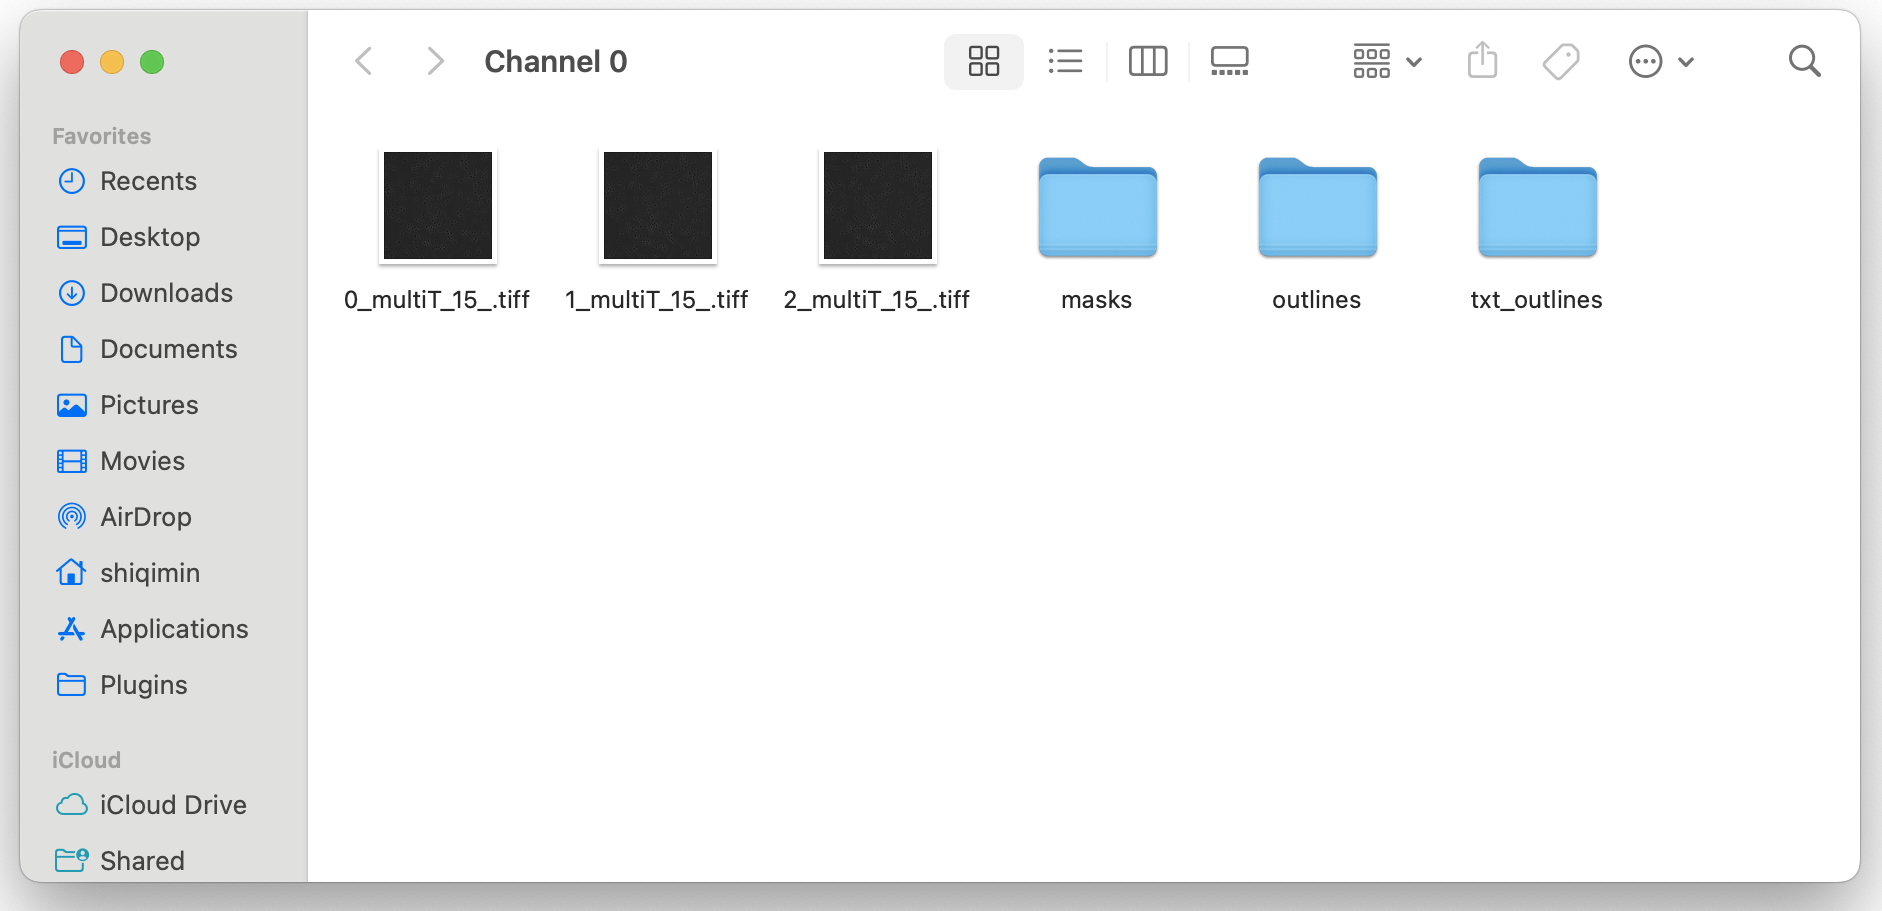 Channel 0
Favorites
Recents
Desktop
Downloads
Documents
Pictures
Movies
AirDrop
shiqimin
Applications
Plugins
iCloud
iCloud Drive
Shared
0_multiT_15_.tiff
1_multiT_15_.tiff
2_multiT_15_.tiff
masks
outlines
txt_outlines